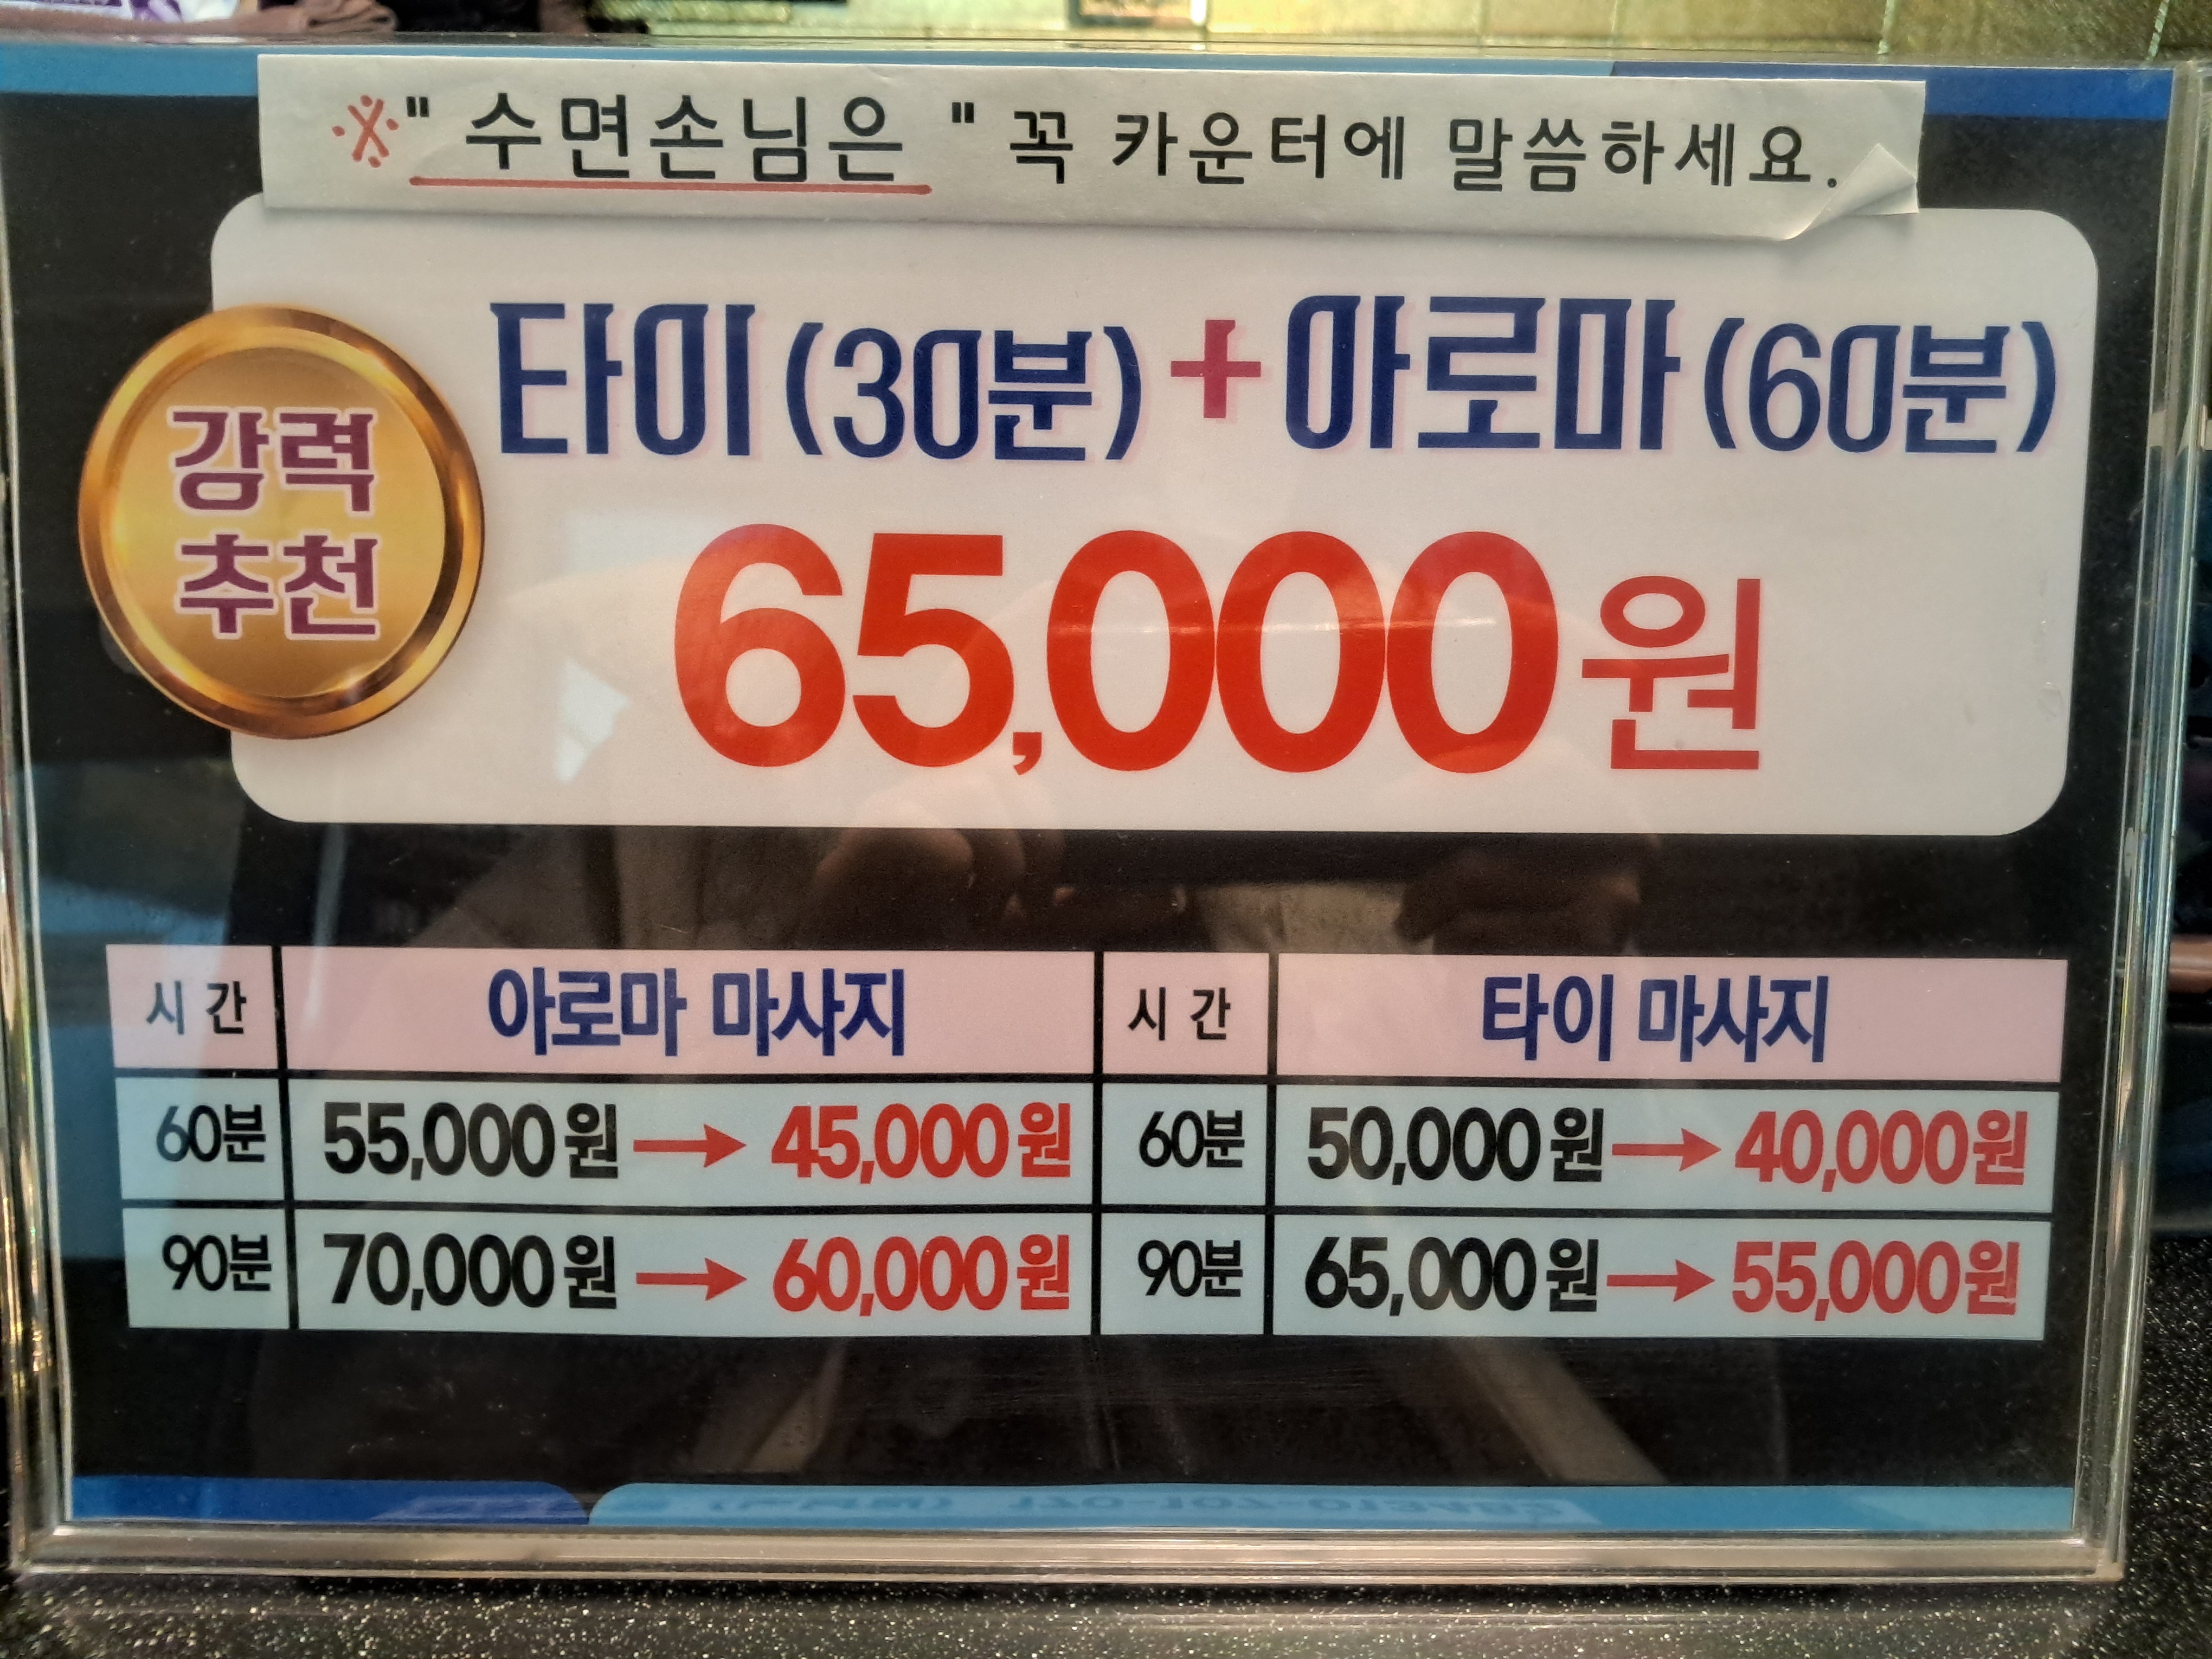 ※" 수면손님은 " 꼭 카운터에 말씀하세요.
강력
추천
타이(30분)+아로마(60분)
65,000원
시 간 아로마 마사지 시 간 타이 마사지
60분 55,000원→45,000원 60분 50,000원→40,000원
90분 70,000원→60,000원 90분 65,000원→55,000원